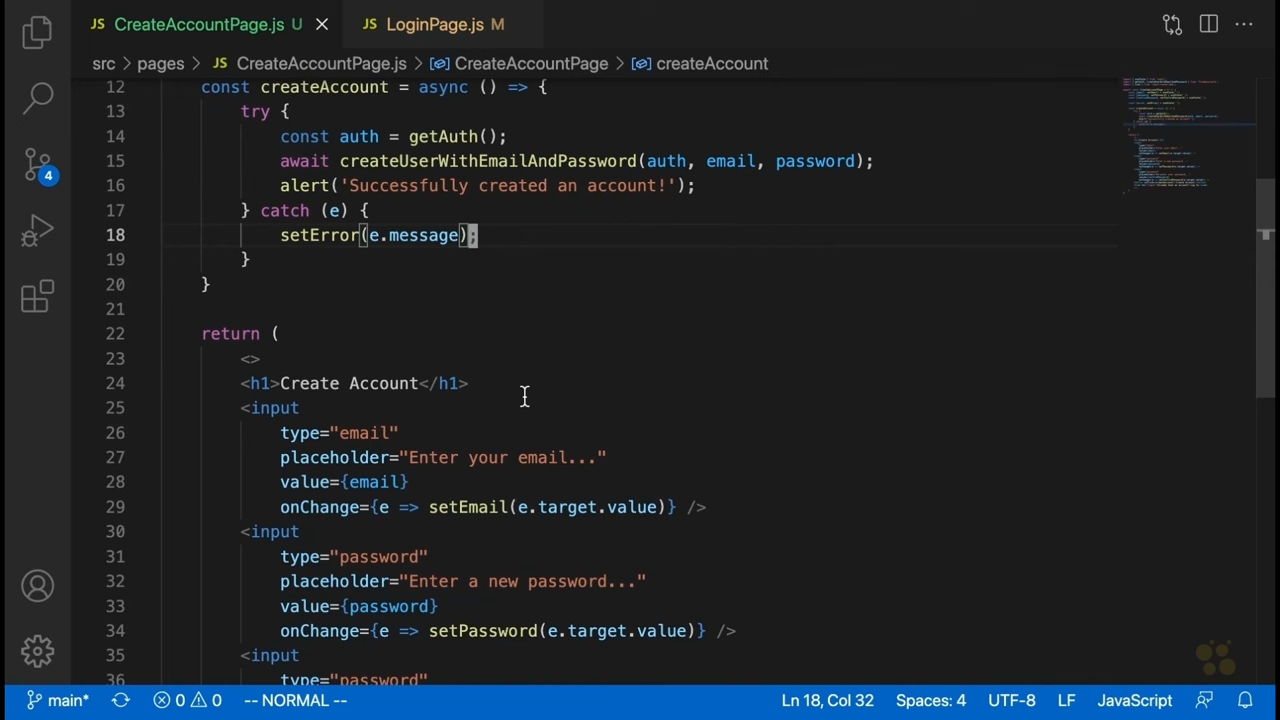 JS CreateAccountPage.js U
JS LoginPage.js M
src > pages > JS CreateAccountPage.js > CreateAccountPage > createAccount
12 const createAccount = async () => {
13 try {
14 const auth = getAuth();
15 await createUserWithEmailAndPassword(auth, email, password);
16 alert('Successfully created an account!');
17 } catch (e) {
18 setError(e.message);
19 }
20 }
21
22 return (
23 <>
24 <h1>Create Account</h1>
25 <input
26 type="email"
27 placeholder="Enter your email..."
28 value={email}
29 onChange={e => setEmail(e.target.value)} />
30 <input
31 type="password"
32 placeholder="Enter a new password..."
33 value={password}
34 onChange={e => setPassword(e.target.value)} />
35 <input
36 type="password"
4
main* 0 0 -- NORMAL -- Ln 18, Col 32 Spaces: 4 UTF-8 LF JavaScript